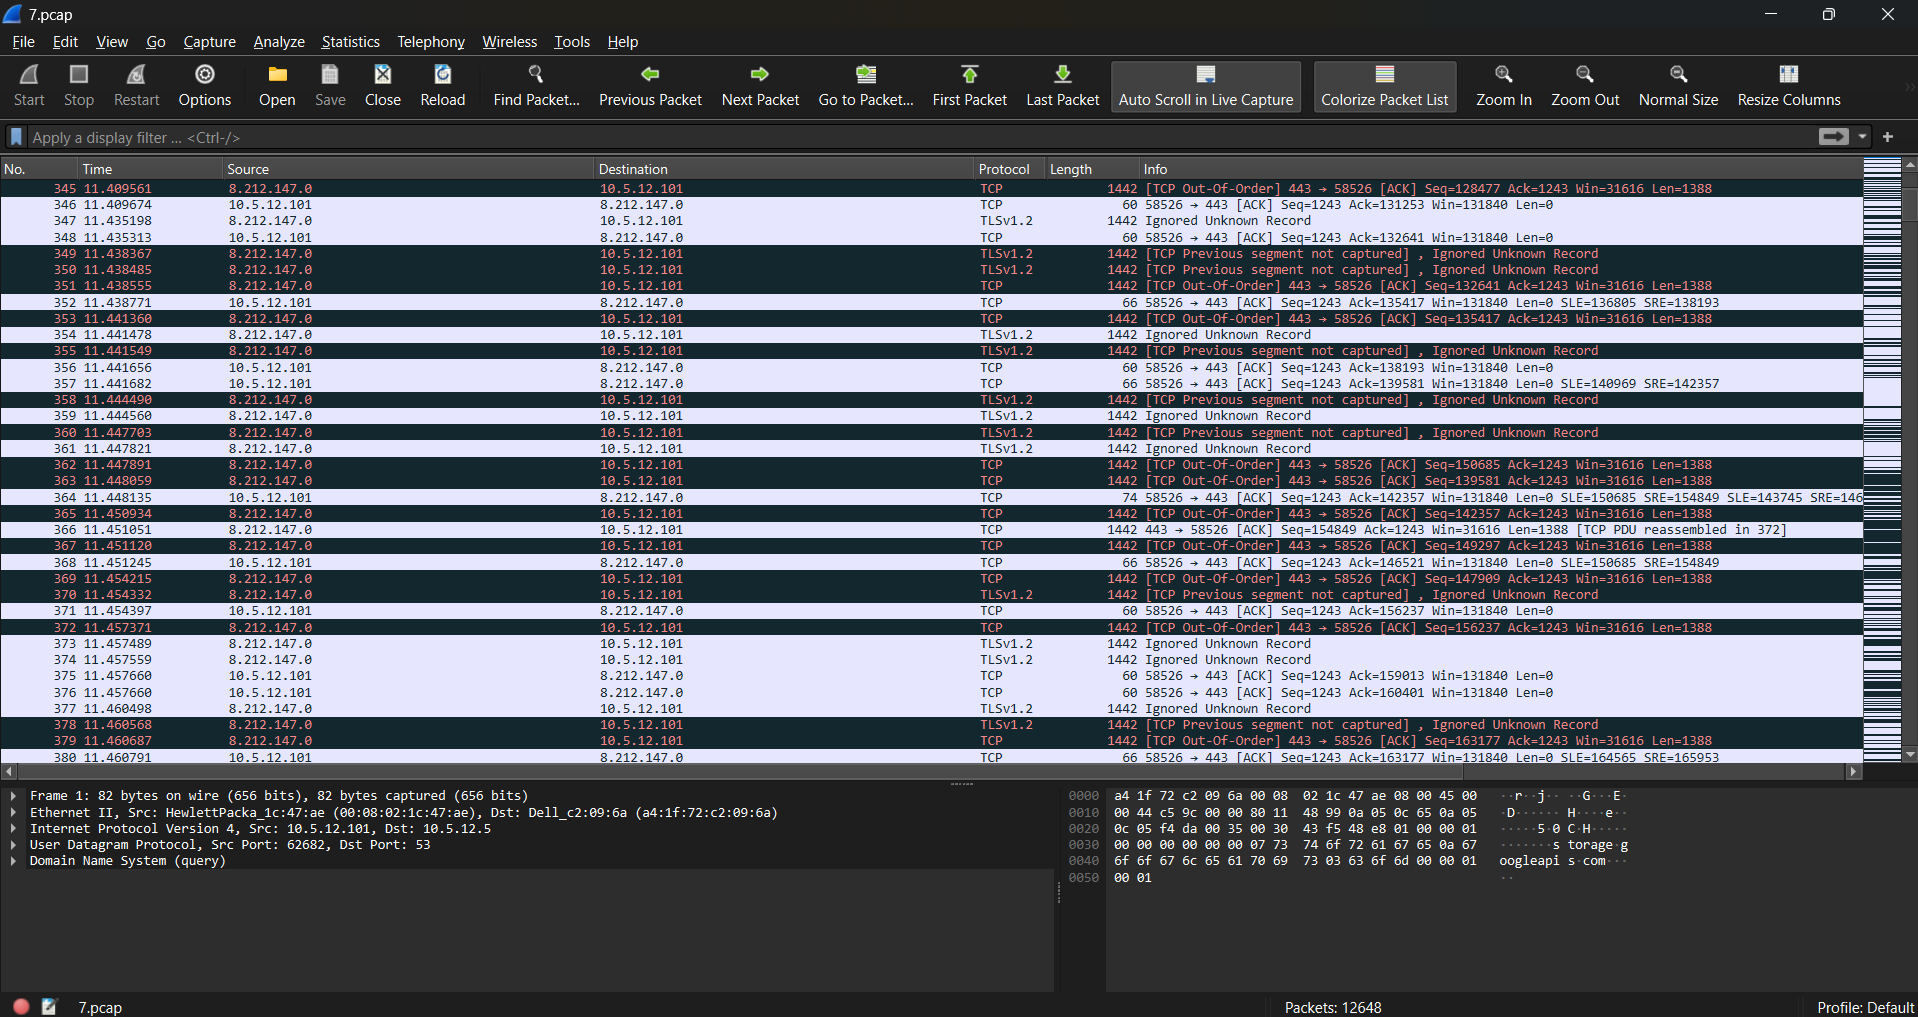 7.pcap
File Edit View Go Capture Analyze Statistics Telephony Wireless Tools Help
Start Stop Restart Options Open Save Close Reload Find Packet... Previous Packet Next Packet Go to Packet... First Packet Last Packet Auto Scroll in Live Capture Colorize Packet List Zoom In Zoom Out Normal Size Resize Columns
Apply a display filter ... <Ctrl-/>
No. Time Source Destination Protocol Length Info
345 11.409561 8.212.147.0 10.5.12.101 TCP 1442 [TCP Out-Of-Order] 443 → 58526 [ACK] Seq=128477 Ack=1243 Win=31616 Len=1388
346 11.409674 10.5.12.101 8.212.147.0 TCP 60 58526 → 443 [ACK] Seq=1243 Ack=131253 Win=131840 Len=0
347 11.435198 8.212.147.0 10.5.12.101 TLSv1.2 1442 Ignored Unknown Record
348 11.435313 10.5.12.101 8.212.147.0 TCP 60 58526 → 443 [ACK] Seq=1243 Ack=132641 Win=131840 Len=0
349 11.438367 8.212.147.0 10.5.12.101 TLSv1.2 1442 [TCP Previous segment not captured] , Ignored Unknown Record
350 11.438485 8.212.147.0 10.5.12.101 TLSv1.2 1442 [TCP Previous segment not captured] , Ignored Unknown Record
351 11.438555 8.212.147.0 10.5.12.101 TCP 1442 [TCP Out-Of-Order] 443 → 58526 [ACK] Seq=132641 Ack=1243 Win=31616 Len=1388
352 11.438771 10.5.12.101 8.212.147.0 TCP 66 58526 → 443 [ACK] Seq=1243 Ack=135417 Win=131840 Len=0 SLE=136805 SRE=138193
353 11.441360 8.212.147.0 10.5.12.101 TCP 1442 [TCP Out-Of-Order] 443 → 58526 [ACK] Seq=135417 Ack=1243 Win=31616 Len=1388
354 11.441478 8.212.147.0 10.5.12.101 TLSv1.2 1442 Ignored Unknown Record
355 11.441549 8.212.147.0 10.5.12.101 TLSv1.2 1442 [TCP Previous segment not captured] , Ignored Unknown Record
356 11.441656 10.5.12.101 8.212.147.0 TCP 60 58526 → 443 [ACK] Seq=1243 Ack=138193 Win=131840 Len=0
357 11.441682 10.5.12.101 8.212.147.0 TCP 66 58526 → 443 [ACK] Seq=1243 Ack=139581 Win=131840 Len=0 SLE=140969 SRE=142357
358 11.444490 8.212.147.0 10.5.12.101 TLSv1.2 1442 [TCP Previous segment not captured] , Ignored Unknown Record
359 11.444560 8.212.147.0 10.5.12.101 TLSv1.2 1442 Ignored Unknown Record
360 11.447703 8.212.147.0 10.5.12.101 TLSv1.2 1442 [TCP Previous segment not captured] , Ignored Unknown Record
361 11.447821 8.212.147.0 10.5.12.101 TLSv1.2 1442 Ignored Unknown Record
362 11.447891 8.212.147.0 10.5.12.101 TCP 1442 [TCP Out-Of-Order] 443 → 58526 [ACK] Seq=150685 Ack=1243 Win=31616 Len=1388
363 11.448059 8.212.147.0 10.5.12.101 TCP 1442 [TCP Out-Of-Order] 443 → 58526 [ACK] Seq=139581 Ack=1243 Win=31616 Len=1388
364 11.448135 10.5.12.101 8.212.147.0 TCP 74 58526 → 443 [ACK] Seq=1243 Ack=142357 Win=131840 Len=0 SLE=150685 SRE=154849 SLE=143745 SRE=146
365 11.450934 8.212.147.0 10.5.12.101 TCP 1442 [TCP Out-Of-Order] 443 → 58526 [ACK] Seq=142357 Ack=1243 Win=31616 Len=1388
366 11.451051 8.212.147.0 10.5.12.101 TCP 1442 443 → 58526 [ACK] Seq=154849 Ack=1243 Win=31616 Len=1388 [TCP PDU reassembled in 372]
367 11.451120 8.212.147.0 10.5.12.101 TCP 1442 [TCP Out-Of-Order] 443 → 58526 [ACK] Seq=149297 Ack=1243 Win=31616 Len=1388
368 11.451245 10.5.12.101 8.212.147.0 TCP 66 58526 → 443 [ACK] Seq=1243 Ack=146521 Win=131840 Len=0 SLE=150685 SRE=154849
369 11.454215 8.212.147.0 10.5.12.101 TCP 1442 [TCP Out-Of-Order] 443 → 58526 [ACK] Seq=147909 Ack=1243 Win=31616 Len=1388
370 11.454332 8.212.147.0 10.5.12.101 TLSv1.2 1442 [TCP Previous segment not captured] , Ignored Unknown Record
371 11.454397 10.5.12.101 8.212.147.0 TCP 60 58526 → 443 [ACK] Seq=1243 Ack=156237 Win=131840 Len=0
372 11.457371 8.212.147.0 10.5.12.101 TCP 1442 [TCP Out-Of-Order] 443 → 58526 [ACK] Seq=156237 Ack=1243 Win=31616 Len=1388
373 11.457489 8.212.147.0 10.5.12.101 TLSv1.2 1442 Ignored Unknown Record
374 11.457559 8.212.147.0 10.5.12.101 TLSv1.2 1442 Ignored Unknown Record
375 11.457660 10.5.12.101 8.212.147.0 TCP 60 58526 → 443 [ACK] Seq=1243 Ack=159013 Win=131840 Len=0
376 11.457660 10.5.12.101 8.212.147.0 TCP 60 58526 → 443 [ACK] Seq=1243 Ack=160401 Win=131840 Len=0
377 11.460498 8.212.147.0 10.5.12.101 TLSv1.2 1442 Ignored Unknown Record
378 11.460568 8.212.147.0 10.5.12.101 TLSv1.2 1442 [TCP Previous segment not captured] , Ignored Unknown Record
379 11.460687 8.212.147.0 10.5.12.101 TCP 1442 [TCP Out-Of-Order] 443 → 58526 [ACK] Seq=163177 Ack=1243 Win=31616 Len=1388
380 11.460791 10.5.12.101 8.212.147.0 TCP 66 58526 → 443 [ACK] Seq=1243 Ack=163177 Win=131840 Len=0 SLE=164565 SRE=165953
Frame 1: 82 bytes on wire (656 bits), 82 bytes captured (656 bits)
Ethernet II, Src: HewlettPacka_1c:47:ae (00:08:02:1c:47:ae), Dst: Dell_c2:09:6a (a4:1f:72:c2:09:6a)
Internet Protocol Version 4, Src: 10.5.12.101, Dst: 10.5.12.5
User Datagram Protocol, Src Port: 62682, Dst Port: 53
Domain Name System (query)
0000 a4 1f 72 c2 09 6a 00 08 02 1c 47 ae 08 00 45 00 ··r··j·· ··G···E·
0010 00 44 c5 9c 00 00 80 11 48 99 0a 05 0c 65 0a 05 ·D······ H····e··
0020 0c 05 f4 da 00 35 00 30 43 f5 48 e8 01 00 00 01 ·····5·0 C·H·····
0030 00 00 00 00 00 00 07 73 74 6f 72 61 67 65 0a 67 ·······s torage·g
0040 6f 6f 67 6c 65 61 70 69 73 03 63 6f 6d 00 00 01 oogleapi s·com···
0050 00 01 ··
7.pcap Packets: 12648 Profile: Default